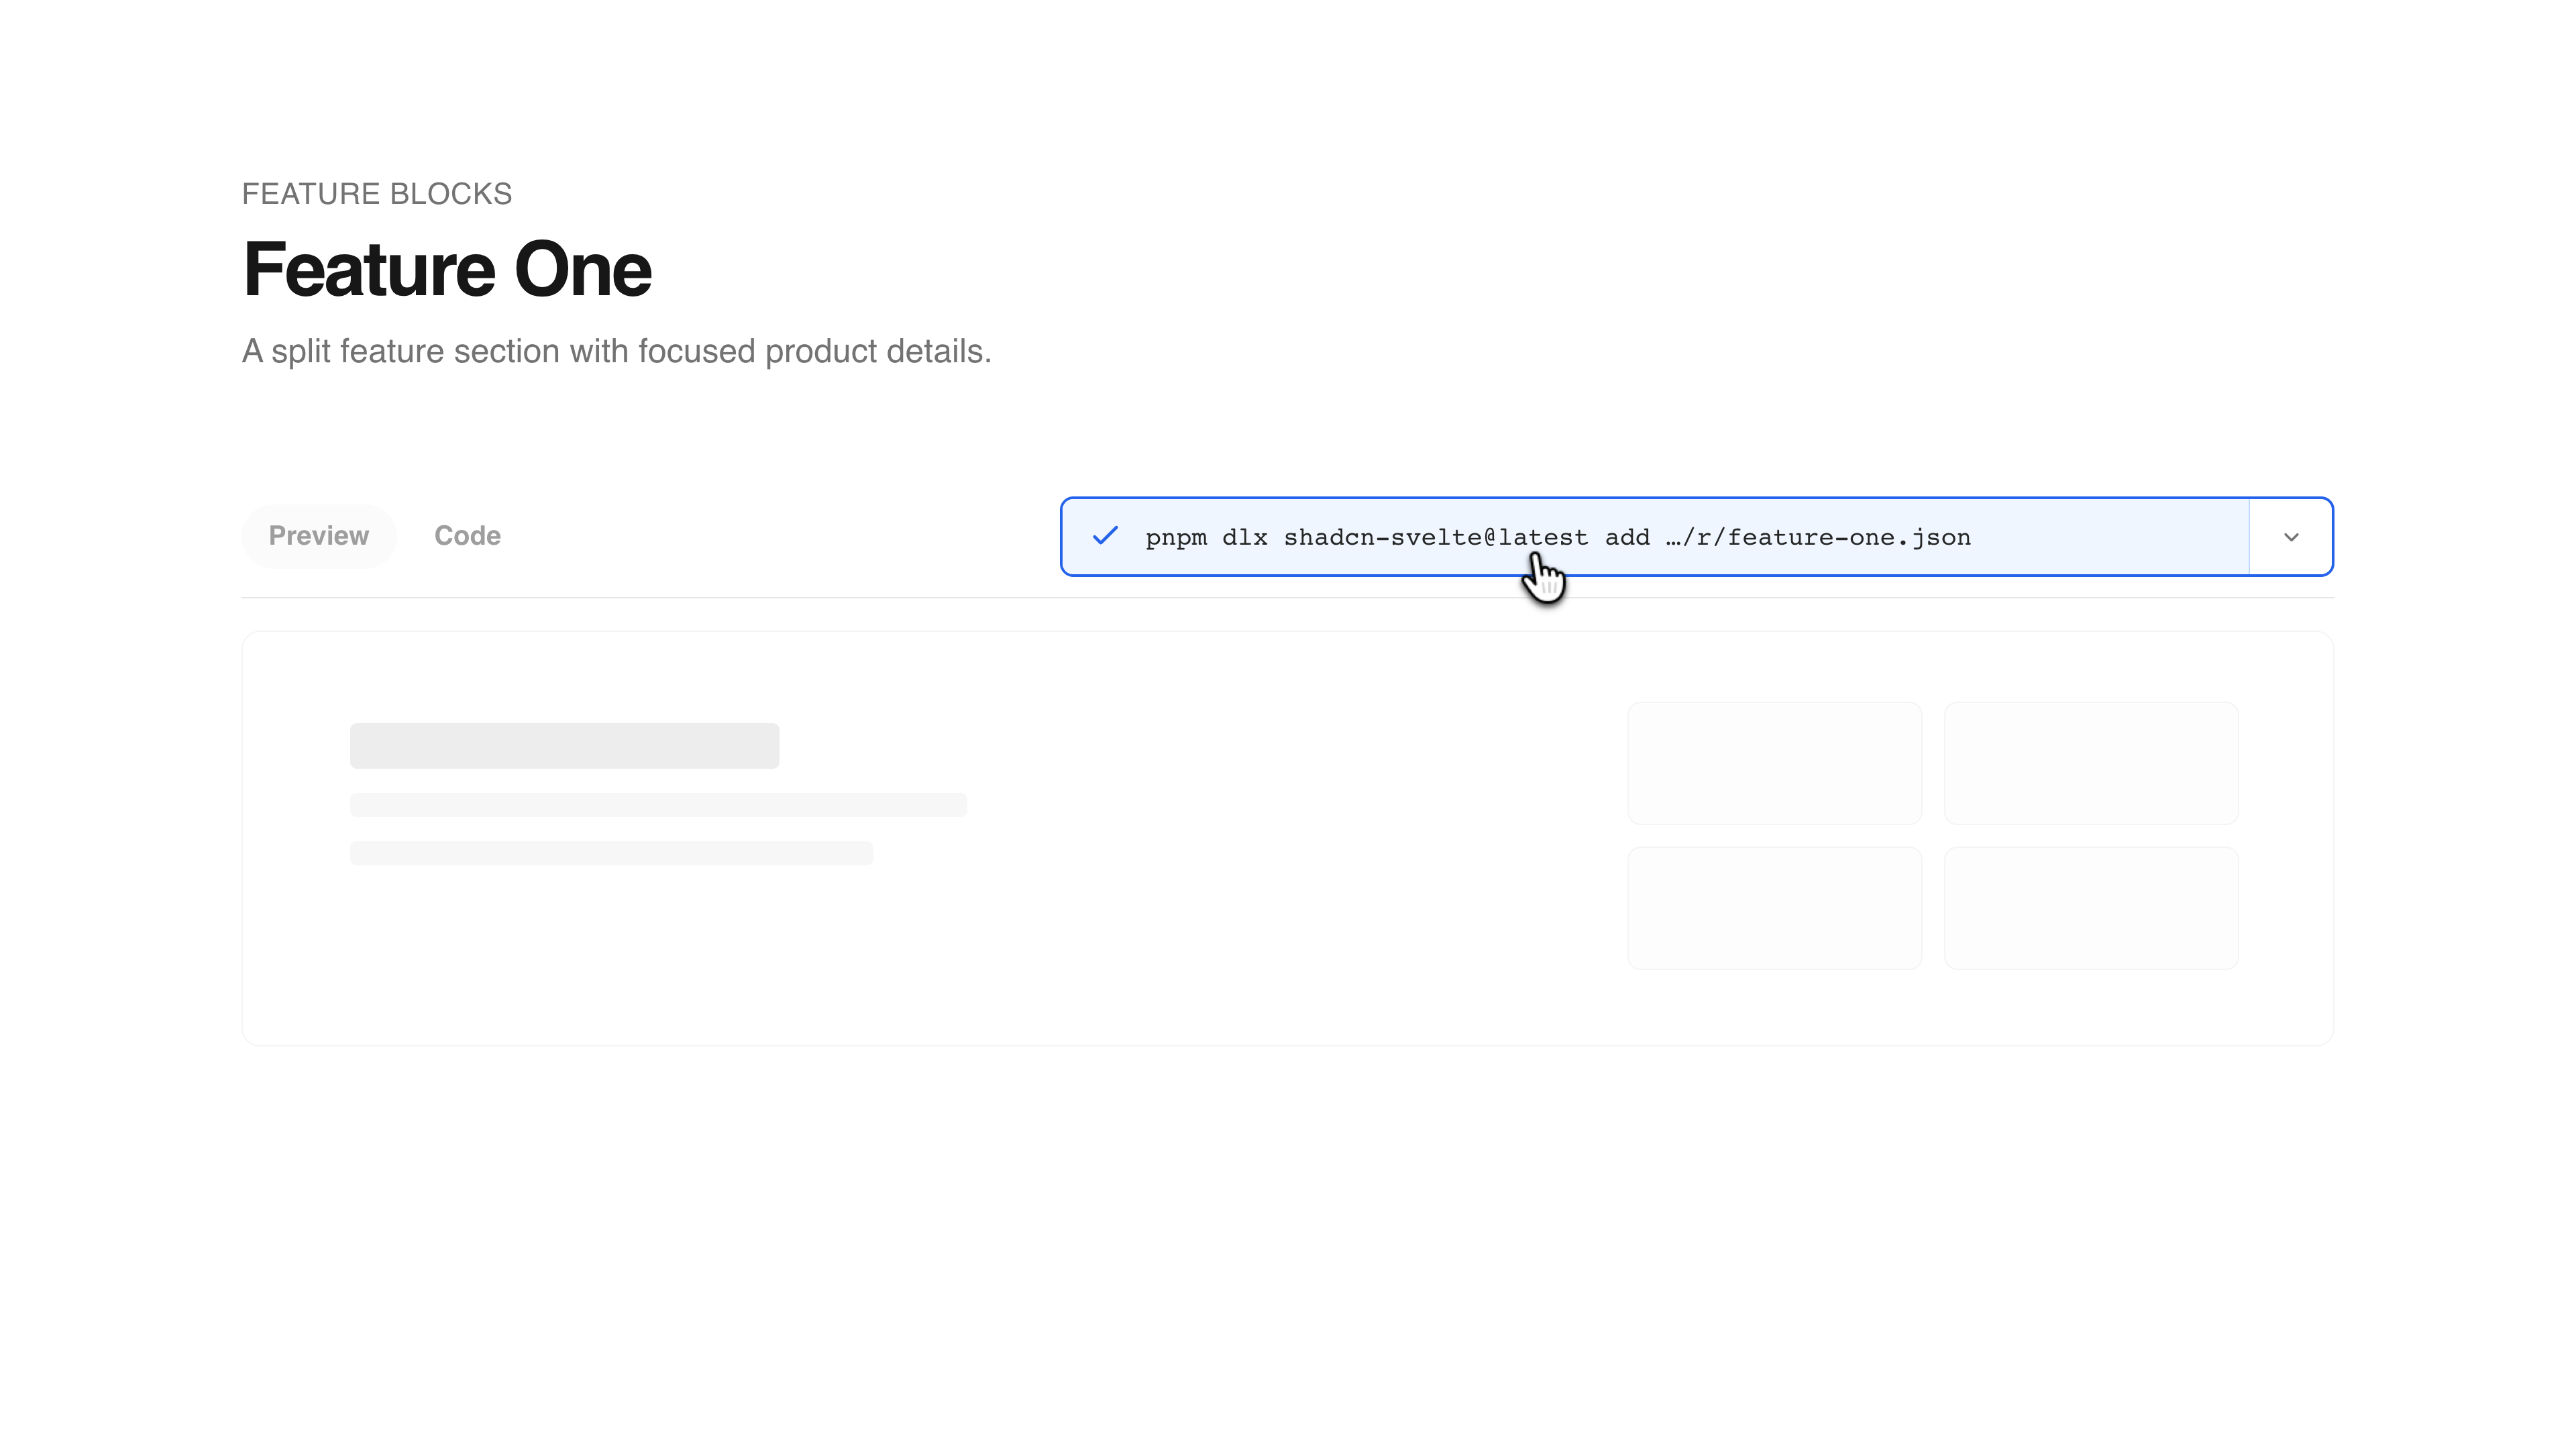 FEATURE BLOCKS
Feature One
A split feature section with focused product details.
Preview Code
pnpm dlx shadcn-svelte@latest add …/r/feature-one.json